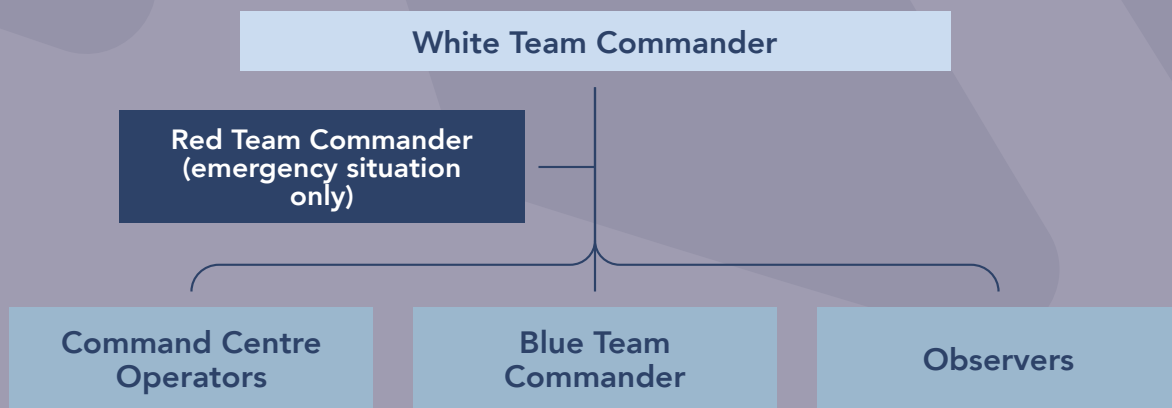 White Team Commander
Red Team Commander
(emergency situation
only)
Command Centre
Operators
Blue Team
Commander
Observers